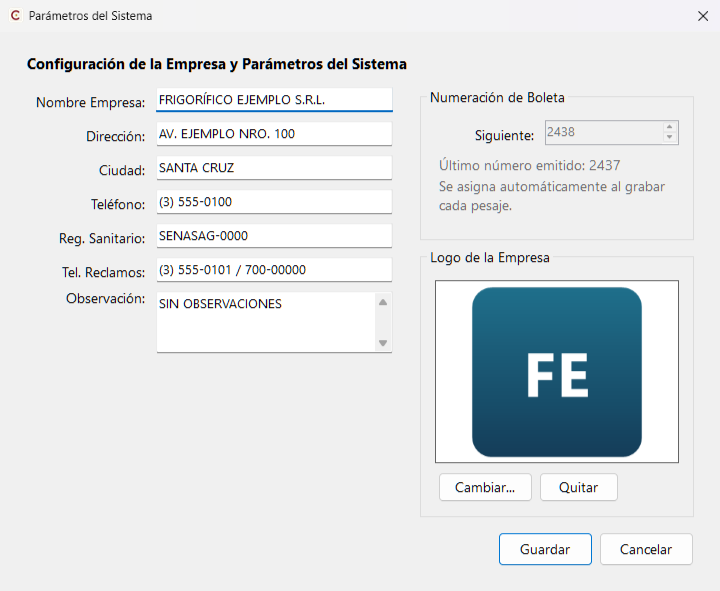 Parámetros del Sistema
Configuración de la Empresa y Parámetros del Sistema
Nombre Empresa: FRIGORÍFICO EJEMPLO S.R.L.
Dirección: AV. EJEMPLO NRO. 100
Ciudad: SANTA CRUZ
Teléfono: (3) 555-0100
Reg. Sanitario: SENASAG-0000
Tel. Reclamos: (3) 555-0101 / 700-00000
Observación: SIN OBSERVACIONES
Numeración de Boleta
Siguiente: 2438
Último número emitido: 2437
Se asigna automáticamente al grabar
cada pesaje.
Logo de la Empresa
FE
Cambiar... Quitar
Guardar Cancelar